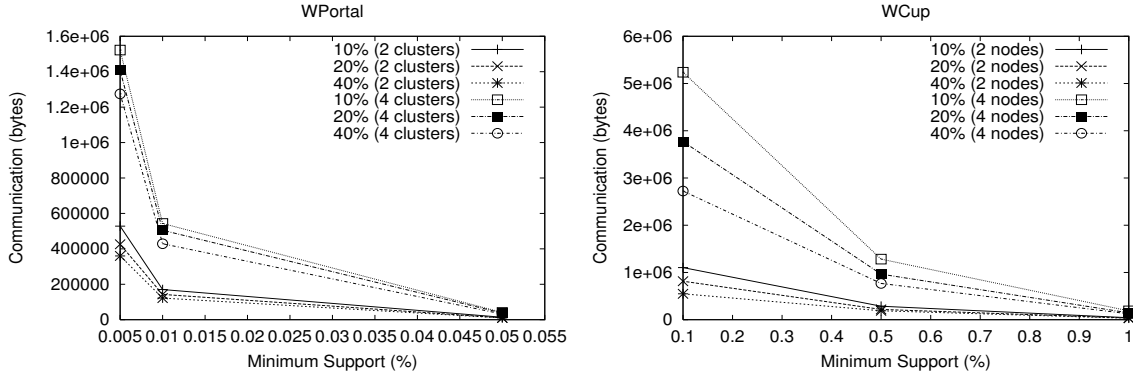 WPortal
Communication (bytes)
1.6e+06
1.4e+06
1.2e+06
1e+06
800000
600000
400000
200000
0
0.005 0.01 0.015 0.02 0.025 0.03 0.035 0.04 0.045 0.05 0.055
Minimum Support (%)
10% (2 clusters)
20% (2 clusters)
40% (2 clusters)
10% (4 clusters)
20% (4 clusters)
40% (4 clusters)
WCup
Communication (bytes)
6e+06
5e+06
4e+06
3e+06
2e+06
1e+06
0
0.1 0.2 0.3 0.4 0.5 0.6 0.7 0.8 0.9 1
Minimum Support (%)
10% (2 nodes)
20% (2 nodes)
40% (2 nodes)
10% (4 nodes)
20% (4 nodes)
40% (4 nodes)